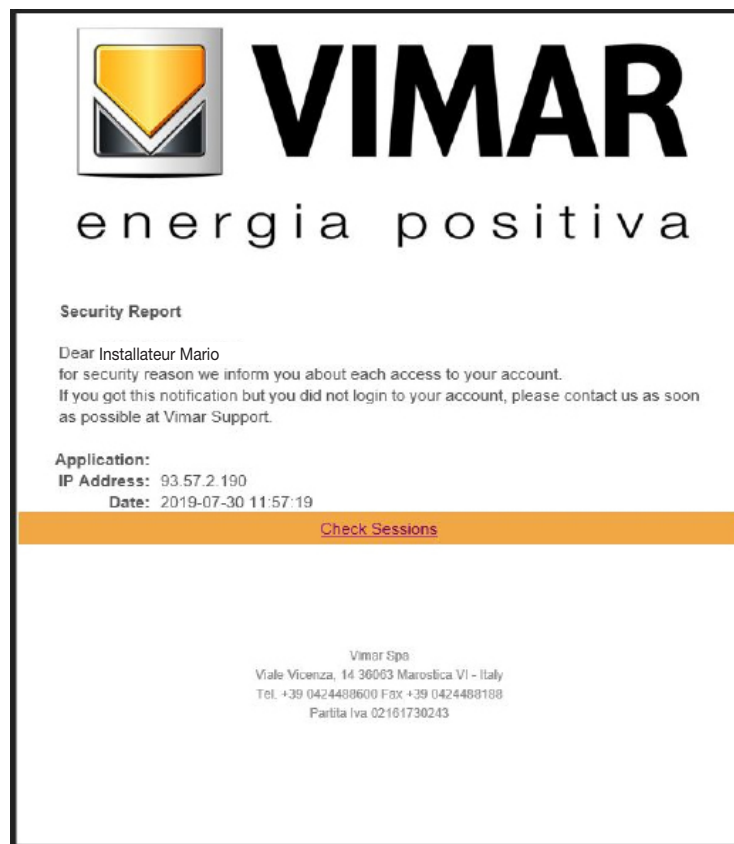 VIMAR
energia positiva
Security Report
Dear Installateur Mario
for security reason we inform you about each access to your account.
If you got this notification but you did not login to your account, please contact us as soon
as possible at Vimar Support.
Application:
IP Address: 93.57.2.190
Date: 2019-07-30 11:57:19
Check Sessions
Vimar Spa
Viale Vicenza, 14 36063 Marostica VI - Italy
Tel. +39 0424488600 Fax +39 0424488188
Partita Iva 02161730243